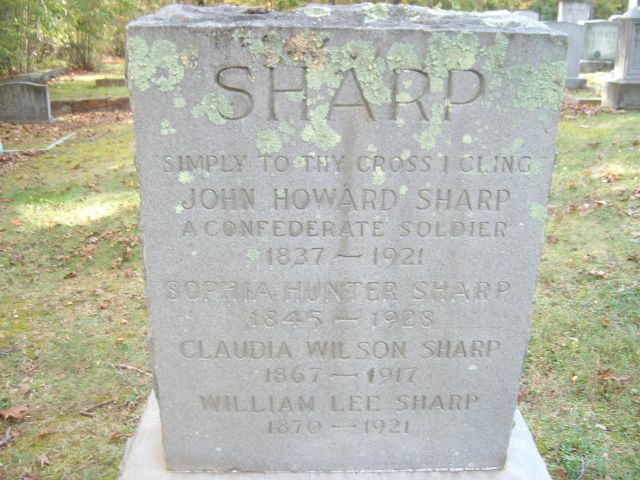 SHARP
"SIMPLY TO THY CROSS I CLING
JOHN HOWARD SHARP
A CONFEDERATE SOLDIER
1837 — 1921
SOPHIA HUNTER SHARP
1845 — 1928
CLAUDIA WILSON SHARP
1867 — 1917
WILLIAM LEE SHARP
1870 — 1921